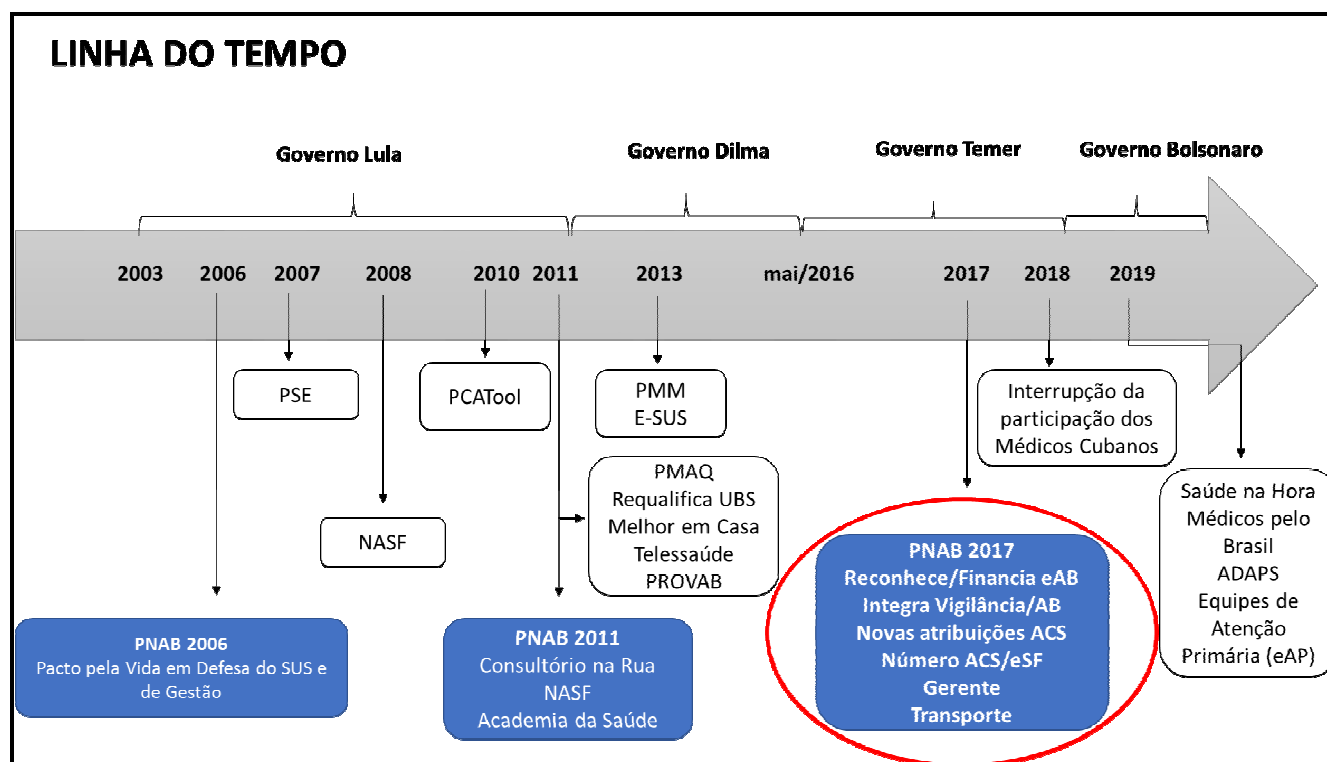 LINHA DO TEMPO
Governo Lula
Governo Dilma
Governo Temer
Governo Bolsonaro
2003
2006
2007
2008
2010
2011
2013
mai/2016
2017
2018
2019
PSE
NASF
PCATool
PMM
E-SUS
PMAQ
Requalifica UBS
Melhor em Casa
Telessaúde
PROVAB
Interrupção da
participação dos
Médicos Cubanos
Saúde na Hora
Médicos pelo
Brasil
ADAPS
Equipes de
Atenção
Primária (eAP)
PNAB 2006
Pacto pela Vida em Defesa do SUS e
de Gestão
PNAB 2011
Consultório na Rua
NASF
Academia da Saúde
PNAB 2017
Reconhece/Financia eAB
Integra Vigilância/AB
Novas atribuições ACS
Número ACS/eSF
Gerente
Transporte